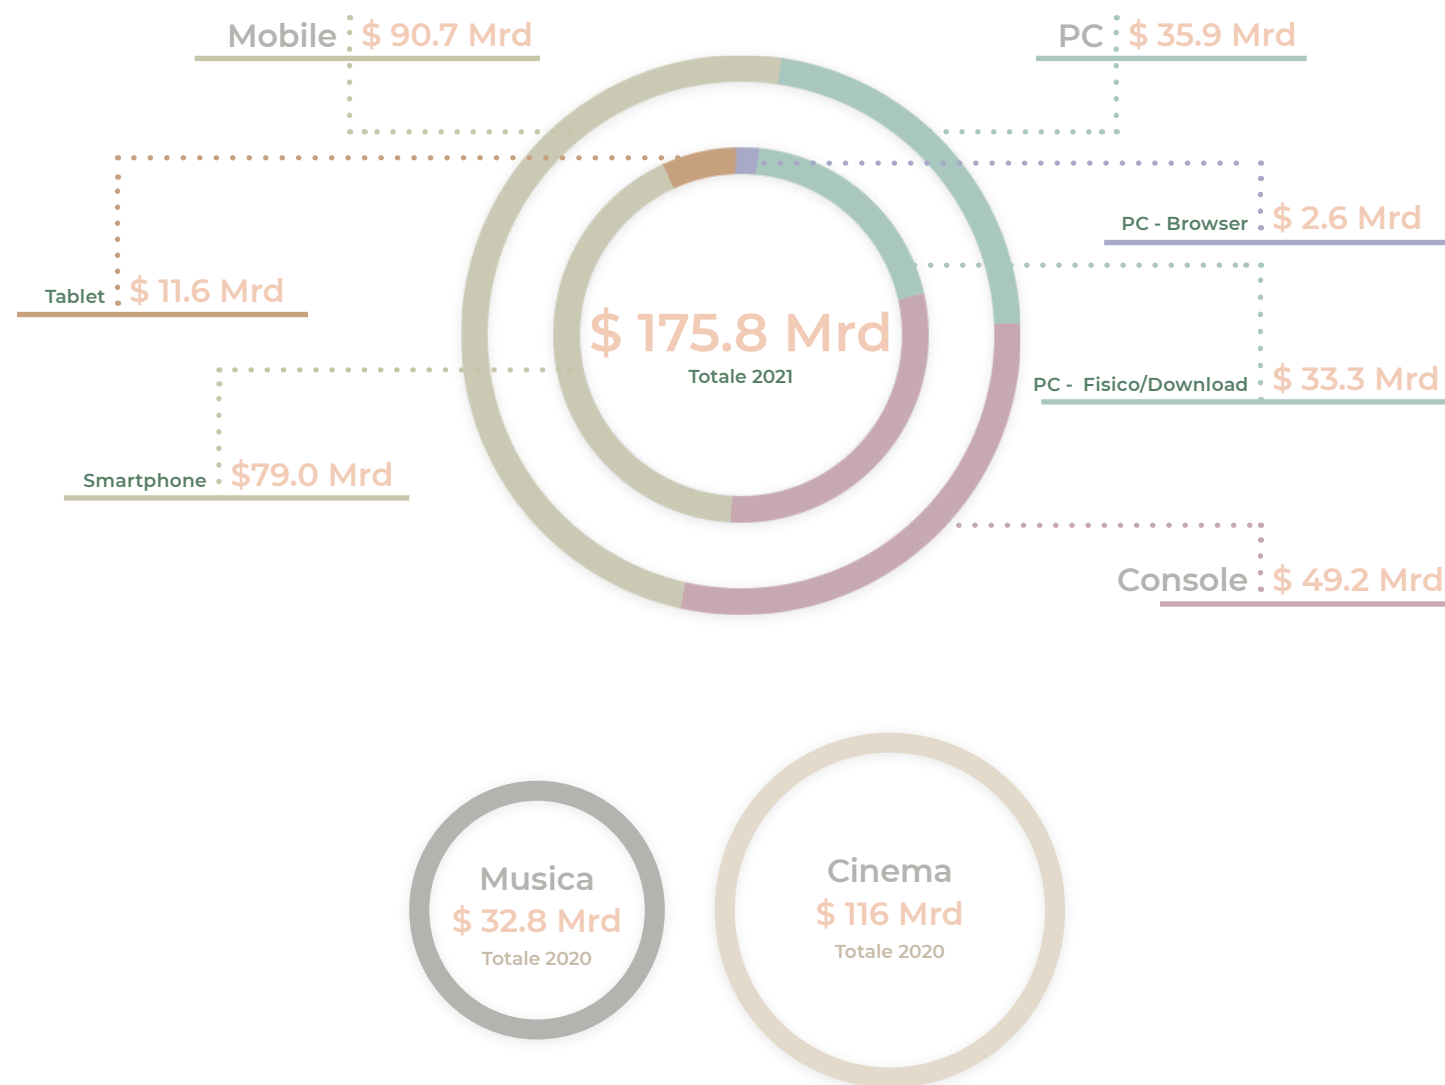 Mobile $ 90.7 Mrd
PC $ 35.9 Mrd
PC - Browser $ 2.6 Mrd
Tablet $ 11.6 Mrd
$ 175.8 Mrd
Totale 2021
PC - Fisico/Download $ 33.3 Mrd
Smartphone $79.0 Mrd
Console $ 49.2 Mrd
Musica
$ 32.8 Mrd
Totale 2020
Cinema
$ 116 Mrd
Totale 2020